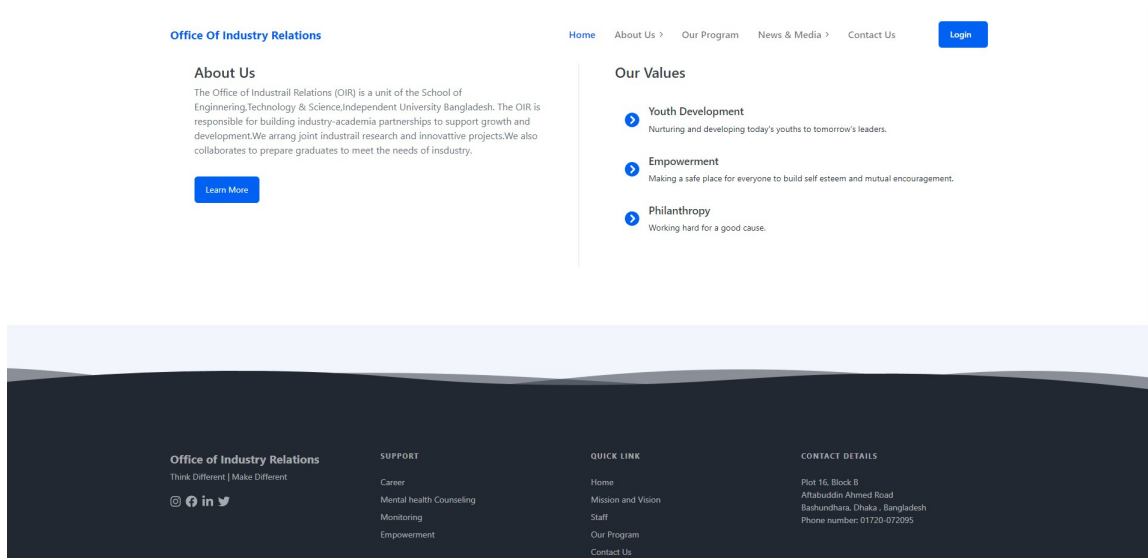 Office Of Industry Relations
Home About Us > Our Program News & Media > Contact Us Login
About Us
The Office of Industrail Relations (OIR) is a unit of the School of
Enginnering,Technology & Science,Independent University Bangladesh. The OIR is
responsible for building industry-academia partnerships to support growth and
development.We arrang joint industrail research and innovattive projects.We also
collaborates to prepare graduates to meet the needs of insdustry.
Learn More
Our Values
Youth Development
Nurturing and developing today's youths to tomorrow's leaders.
Empowerment
Making a safe place for everyone to build self esteem and mutual encouragement.
Philanthropy
Working hard for a good cause.
Office of Industry Relations
Think Different | Make Different
SUPPORT
Career
Mental health Counseling
Monitoring
Empowerment
QUICK LINK
Home
Mission and Vision
Staff
Our Program
Contact Us
CONTACT DETAILS
Plot 16, Block B
Aftabuddin Ahmed Road
Bashundhara, Dhaka , Bangladesh
Phone number: 01720-072095